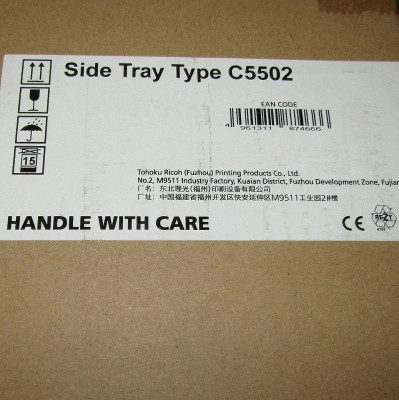 Side Tray Type C5502
EAN CODE
4 961311 874666
15
Tohoku Ricoh (Fuzhou) Printing Products Co., Ltd.
No.2, M9511 Industry Factory, Kuaian District, Fuzhou Development Zone, Fujian
厂名: 东北理光(福州)印刷设备有限公司
厂址: 中国福建省福州开发区快安延伸区M9511工业园2#楼
HANDLE WITH CARE
CE
RESY